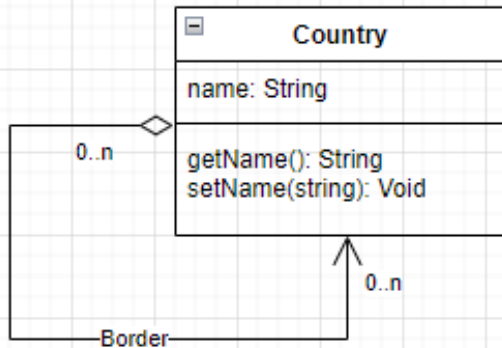 Country
name: String
0..n
getName(): String
setName(string): Void
0..n
Border